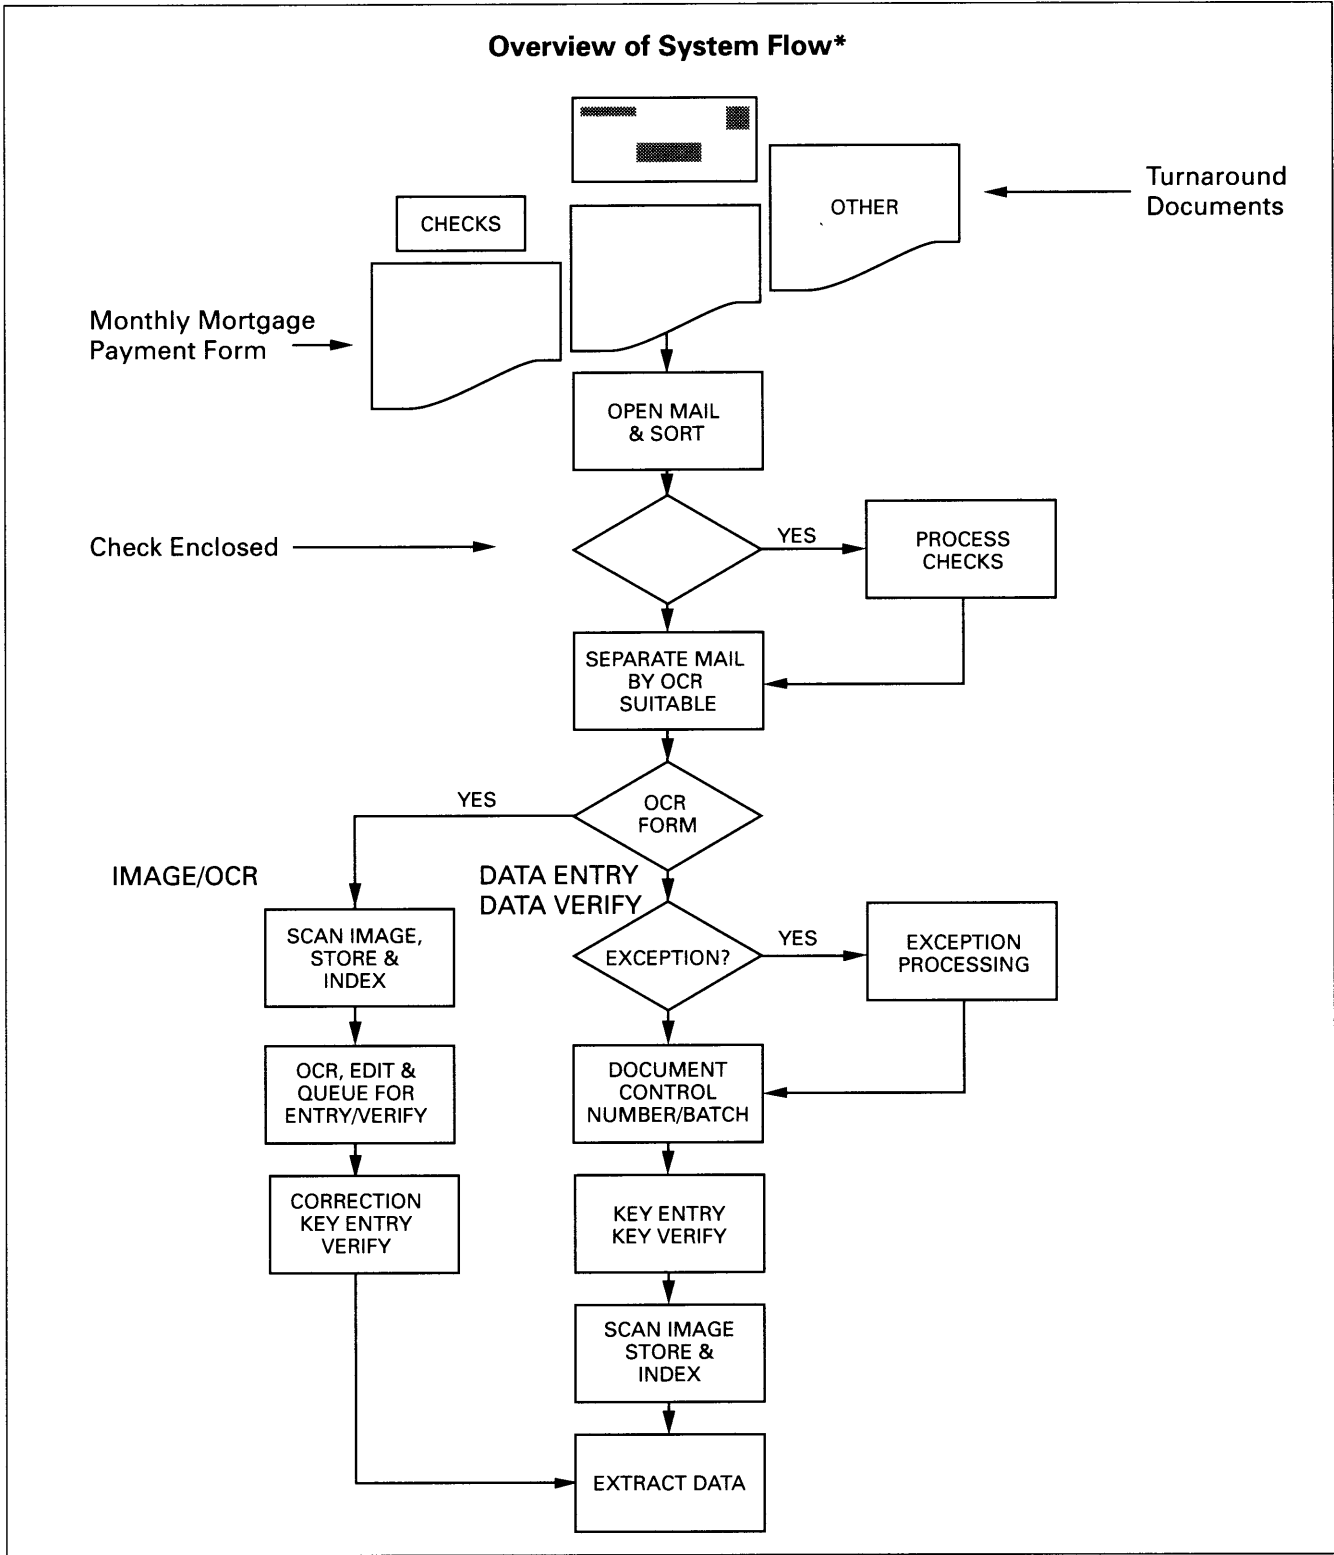 Overview of System Flow*
OTHER
Turnaround
Documents
CHECKS
Monthly Mortgage
Payment Form
OPEN MAIL
& SORT
Check Enclosed
YES
PROCESS
CHECKS
SEPARATE MAIL
BY OCR
SUITABLE
YES
OCR
FORM
IMAGE/OCR
DATA ENTRY
DATA VERIFY
SCAN IMAGE,
STORE &
INDEX
EXCEPTION?
YES
EXCEPTION
PROCESSING
OCR, EDIT &
QUEUE FOR
ENTRY/VERIFY
DOCUMENT
CONTROL
NUMBER/BATCH
CORRECTION
KEY ENTRY
VERIFY
KEY ENTRY
KEY VERIFY
SCAN IMAGE
STORE &
INDEX
EXTRACT DATA